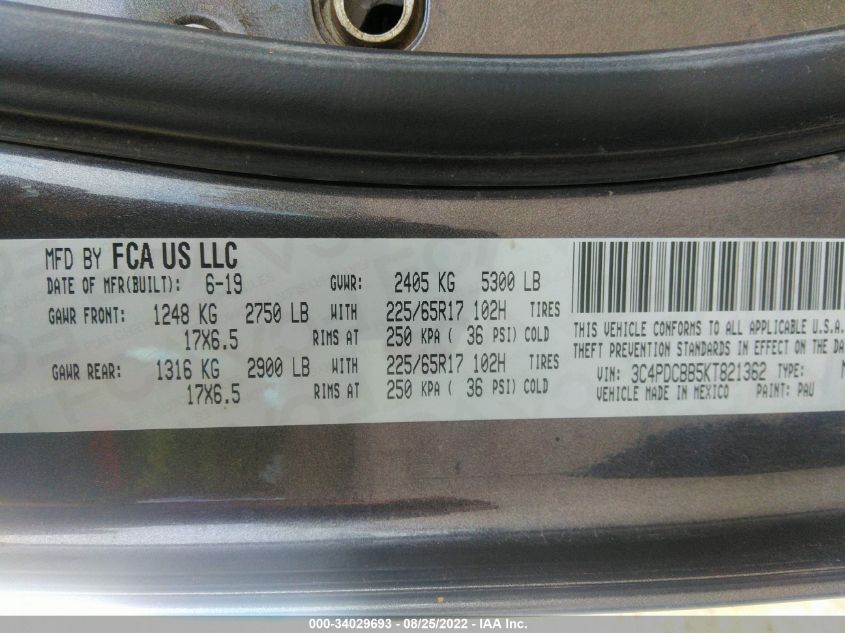 MFD BY FCA US LLC
DATE OF MFR(BUILT): 6-19 GVWR: 2405 KG 5300 LB
GAWR FRONT: 1248 KG 2750 LB WITH 225/65R17 102H TIRES
17X6.5 RIMS AT 250 KPA ( 36 PSI) COLD
GAWR REAR: 1316 KG 2900 LB WITH 225/65R17 102H TIRES
17X6.5 RIMS AT 250 KPA ( 36 PSI) COLD
THIS VEHICLE CONFORMS TO ALL APPLICABLE U.S.A.
THEFT PREVENTION STANDARDS IN EFFECT ON THE DA
VIN: 3C4PDCBB5KT821362 TYPE:
VEHICLE MADE IN MEXICO PAINT: PAU
000-34029693 - 08/25/2022 - IAA Inc.